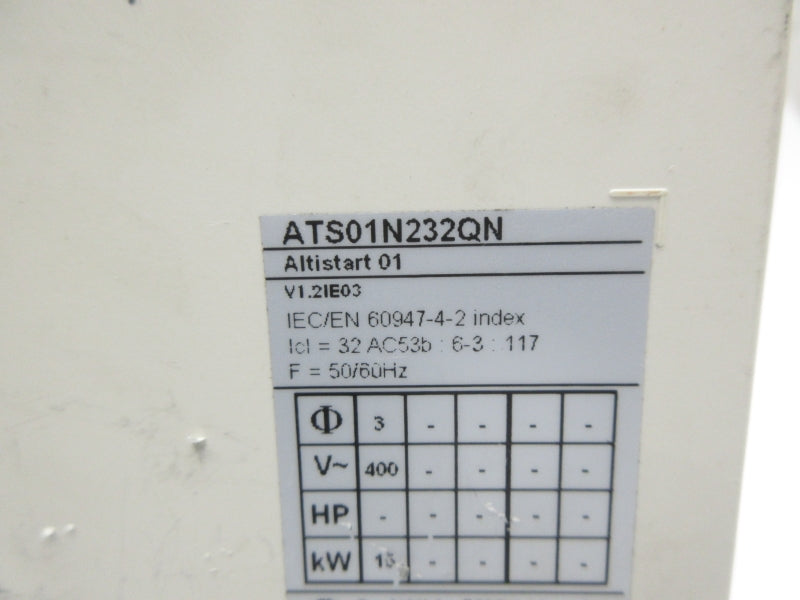 ATS01N232QN
Altistart 01
V1.2IE03
IEC/EN 60947-4-2 index
Icl = 32 AC53b : 6-3 : 117
F = 50/60Hz
Φ 3 - - - -
V~ 400 - - - -
HP - - - - -
kW 15 - - - -